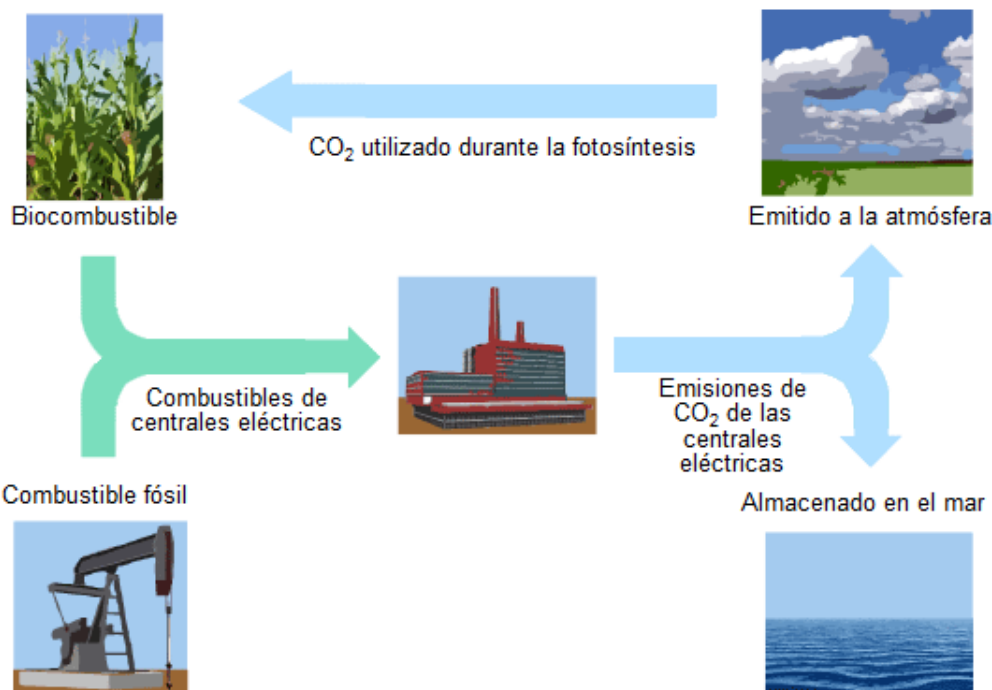 CO₂ utilizado durante la fotosíntesis
Biocombustible
Emitido a la atmósfera
Combustibles de
centrales eléctricas
Emisiones de
CO₂ de las
centrales
eléctricas
Combustible fósil
Almacenado en el mar